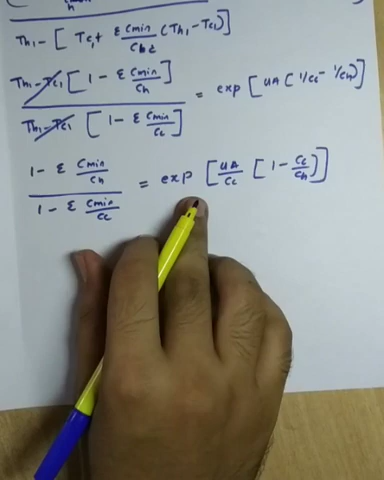 Th1 - [ Tc1 + ε Cmin/Chc (Th1 - Tc1) ]
Th1 - Tc1 [ 1 - ε Cmin/Ch ]
= exp [ UA ( 1/Cc - 1/Ch ) ]
Th1 - Tc1 [ 1 - ε Cmin/Cc ]
1 - ε Cmin/Ch
= exp [ UA/Cc [ 1 - Cc/Ch ) ]
1 - ε Cmin/Cc